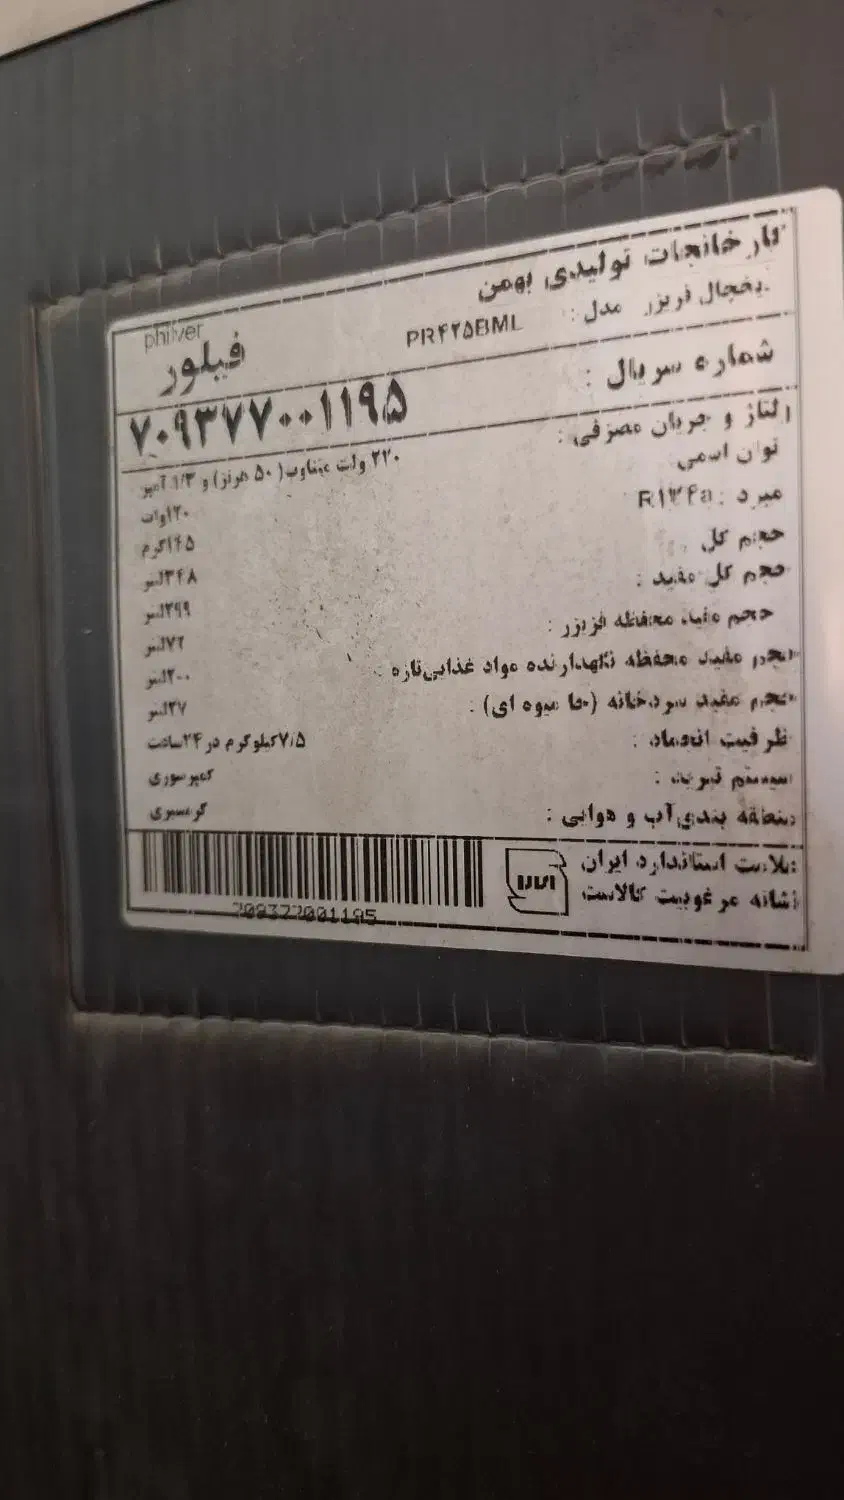 کارخانجات تولیدی بهمن
یخچال فریزر مدل : PR۴۲۵BML
philver
فیلور
شماره سریال :
۷۰۹۳۷۷۰۰۱۱۹۵
ولتاژ و جریان مصرفی : ۲۲۰ ولت متناوب( ۵۰ هرتز) و ۱/۳ آمپر
توان اسمی ۱۲۰وات
مبرد : R۱۳۴a ۱۴۵گرم
حجم کل ۳۴۸لیتر
حجم کل مفید : ۲۹۹لیتر
حجم مفید محفظه فریزر : ۷۲لیتر
حجم مفید محفظه نگهدارنده مواد غذایی‌تازه ۲۰۰لیتر
حجم مفید سردخانه (جا میوه ای) : ۲۷لیتر
ظرفیت انجماد : ۷/۵کیلوگرم در ۲۴ساعت
سیستم تبرید : کمپرسوری
منطقه بندی‌آب و هوایی : گرمسیری
علامت استاندارد ایران
نشانه مرغوبیت کالاست
709377001195